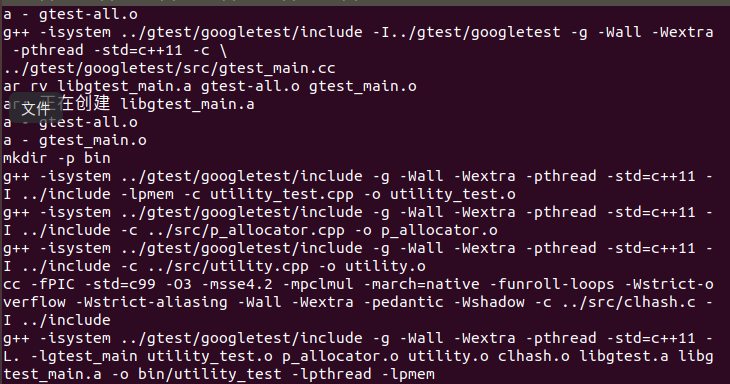 a - gtest-all.o
g++ -isystem ../gtest/googletest/include -I../gtest/googletest -g -Wall -Wextra
 -pthread -std=c++11 -c \
../gtest/googletest/src/gtest_main.cc
ar rv libgtest_main.a gtest-all.o gtest_main.o
ar: 正在创建 libgtest_main.a
文件
a - gtest-all.o
a - gtest_main.o
mkdir -p bin
g++ -isystem ../gtest/googletest/include -g -Wall -Wextra -pthread -std=c++11 -
I ../include -lpmem -c utility_test.cpp -o utility_test.o
g++ -isystem ../gtest/googletest/include -g -Wall -Wextra -pthread -std=c++11 -
I ../include -c ../src/p_allocator.cpp -o p_allocator.o
g++ -isystem ../gtest/googletest/include -g -Wall -Wextra -pthread -std=c++11 -
I ../include -c ../src/utility.cpp -o utility.o
cc -fPIC -std=c99 -O3 -msse4.2 -mpclmul -march=native -funroll-loops -Wstrict-o
verflow -Wstrict-aliasing -Wall -Wextra -pedantic -Wshadow -c ../src/clhash.c -
I ../include
g++ -isystem ../gtest/googletest/include -g -Wall -Wextra -pthread -std=c++11 -
L. -lgtest_main utility_test.o p_allocator.o utility.o clhash.o libgtest.a libg
test_main.a -o bin/utility_test -lpthread -lpmem